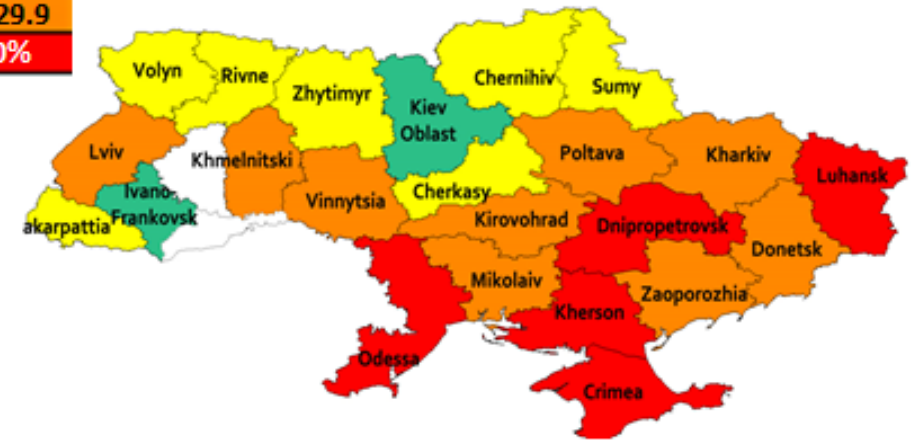 29.9
0%
Volyn
Rivne
Zhytimyr
Kiev
Oblast
Chernihiv
Sumy
Lviv
Khmelnitski
Vinnytsia
Cherkasy
Poltava
Kharkiv
Luhansk
Ivano-
Frankovsk
akarpattia
Kirovohrad
Dnipropetrovsk
Donetsk
Mikolaiv
Zaoporozhia
Kherson
Odessa
Crimea